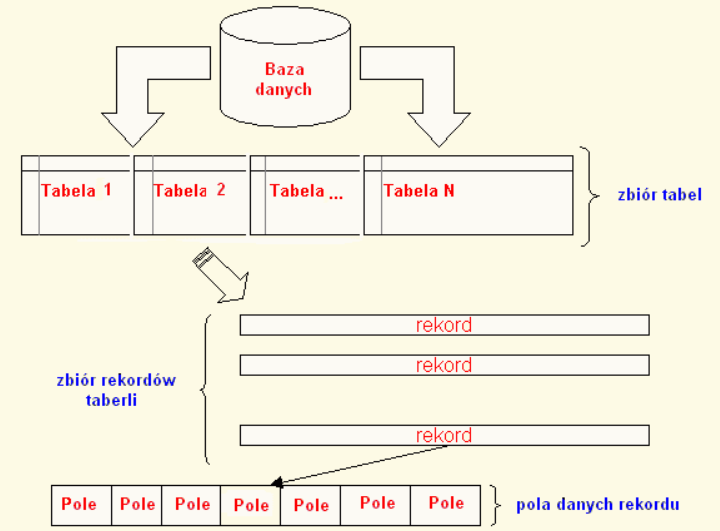 Baza
danych
Tabela 1
Tabela 2
Tabela ...
Tabela N
zbiór tabel
rekord
rekord
zbiór rekordów
taberli
rekord
Pole Pole Pole Pole Pole Pole Pole
pola danych rekordu